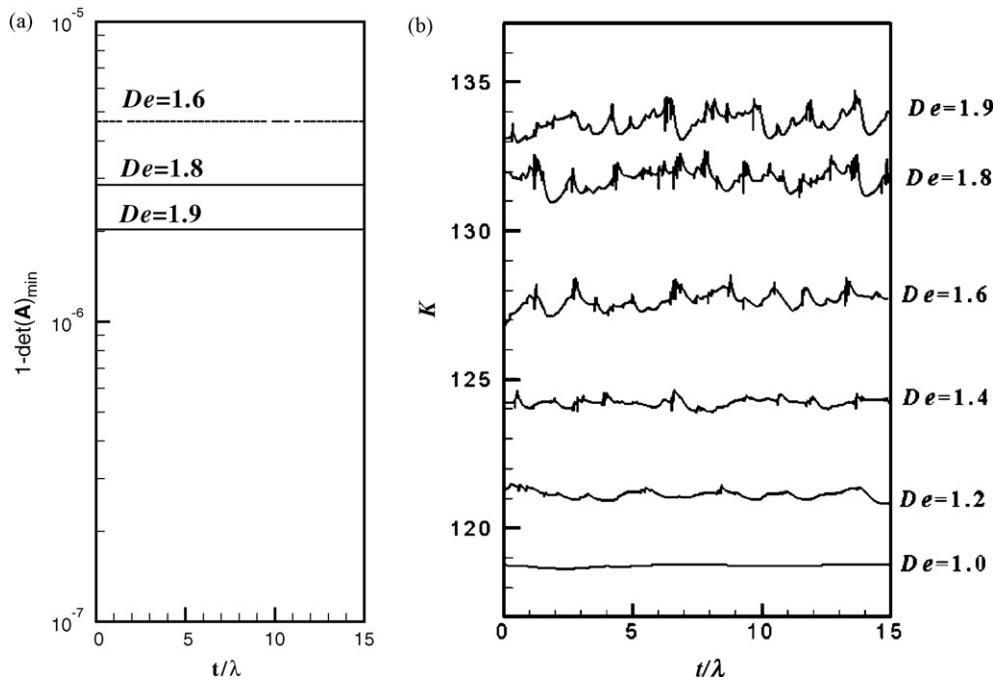 (a)
10⁻⁵
De=1.6
De=1.8
De=1.9
10⁻⁶
10⁻⁷
1-det(A)min
0 5 10 15
t/λ
(b)
135
130
125
120
K
De=1.9
De=1.8
De=1.6
De=1.4
De=1.2
De=1.0
0 5 10 15
t/λ